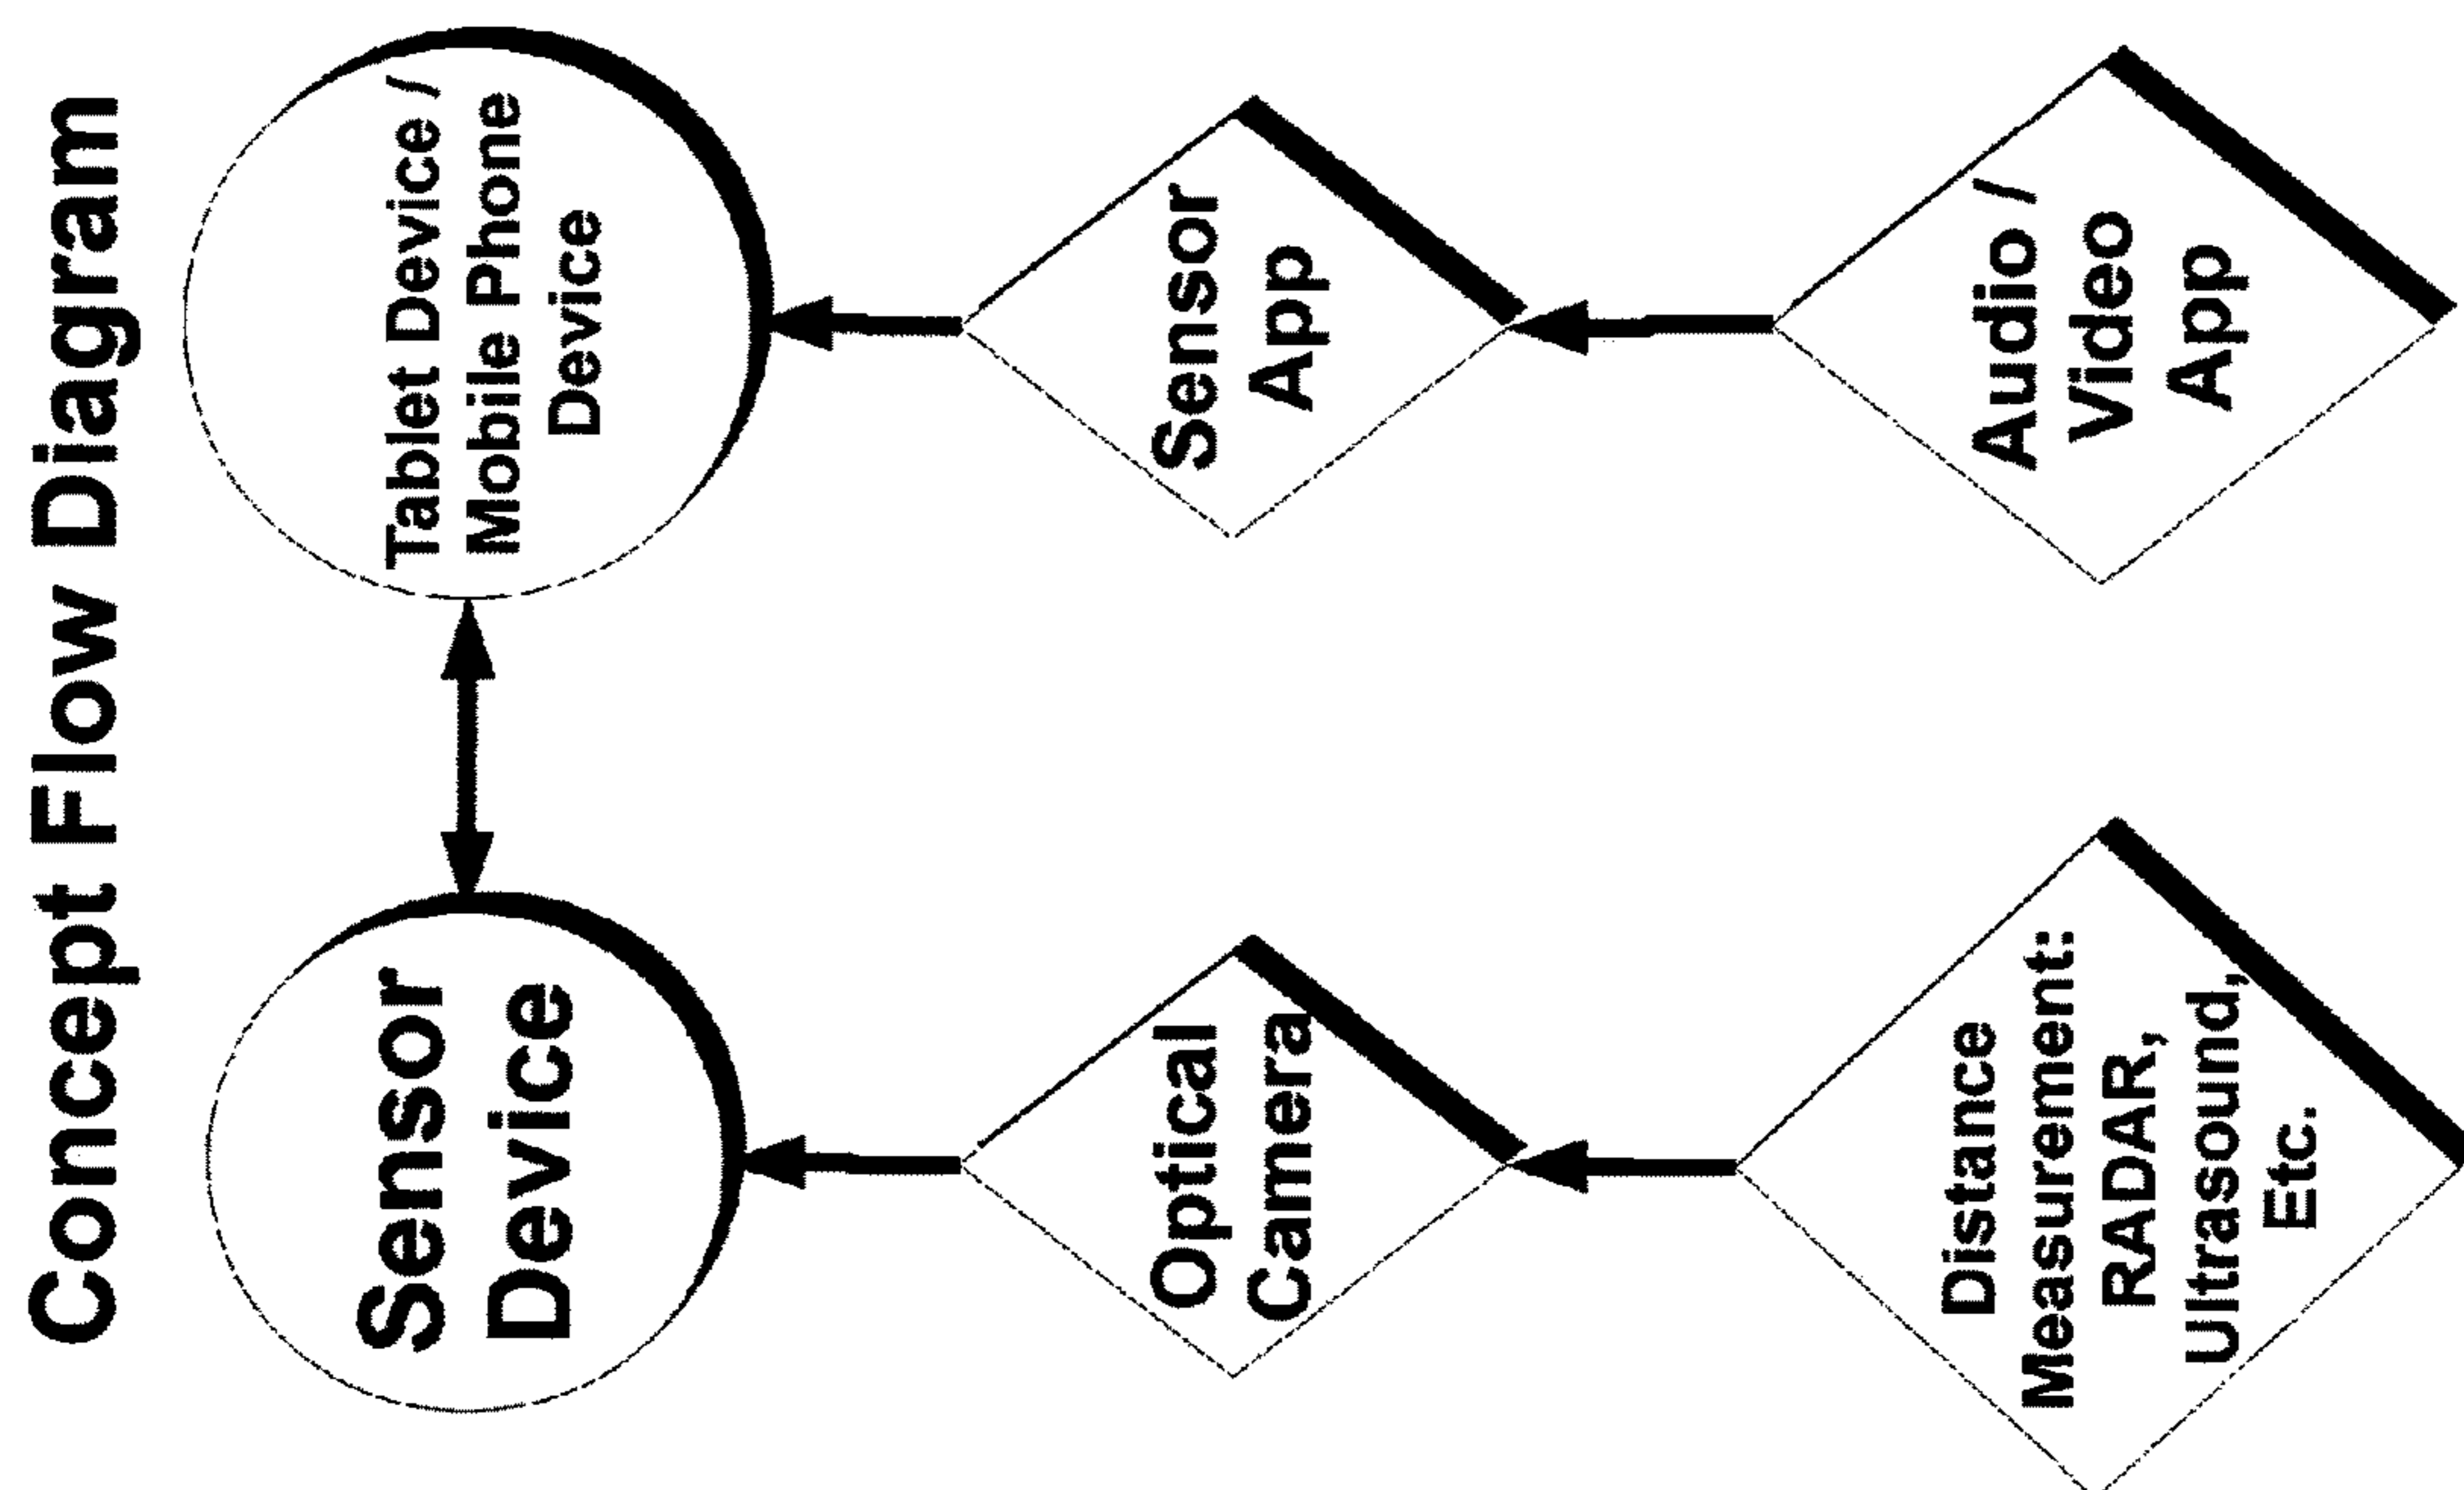 Concept Flow Diagram
Sensor
Device
Tablet Device /
Mobile Phone
Device
Optical
Camera
Sensor
App
Distance
Measurement:
RADAR,
Ultrasound,
Etc.
Audio /
Video
App